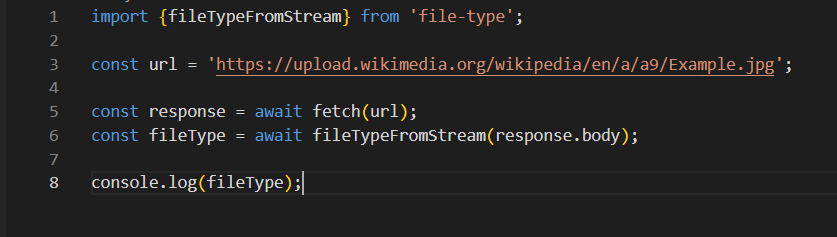 1 import {fileTypeFromStream} from 'file-type';
2
3 const url = 'https://upload.wikimedia.org/wikipedia/en/a/a9/Example.jpg';
4
5 const response = await fetch(url);
6 const fileType = await fileTypeFromStream(response.body);
7
8 console.log(fileType);